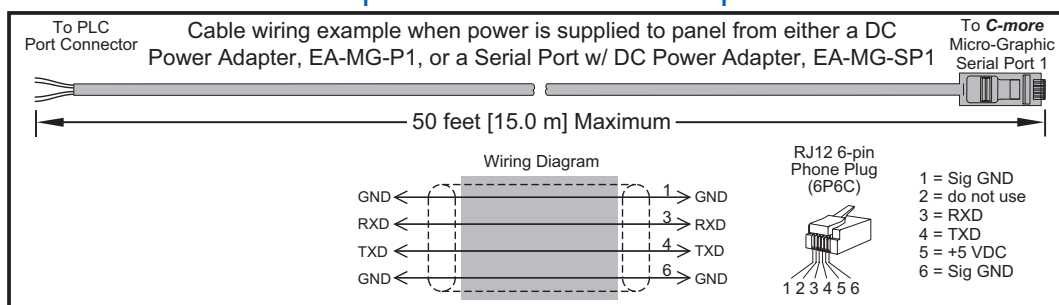 To PLC
Port Connector
Cable wiring example when power is supplied to panel from either a DC
Power Adapter, EA-MG-P1, or a Serial Port w/ DC Power Adapter, EA-MG-SP1
To C-more
Micro-Graphic
Serial Port 1
50 feet [15.0 m] Maximum
Wiring Diagram
GND 1 GND
RXD 3 RXD
TXD 4 TXD
GND 6 GND
RJ12 6-pin
Phone Plug
(6P6C)
1 2 3 4 5 6
1 = Sig GND
2 = do not use
3 = RXD
4 = TXD
5 = +5 VDC
6 = Sig GND